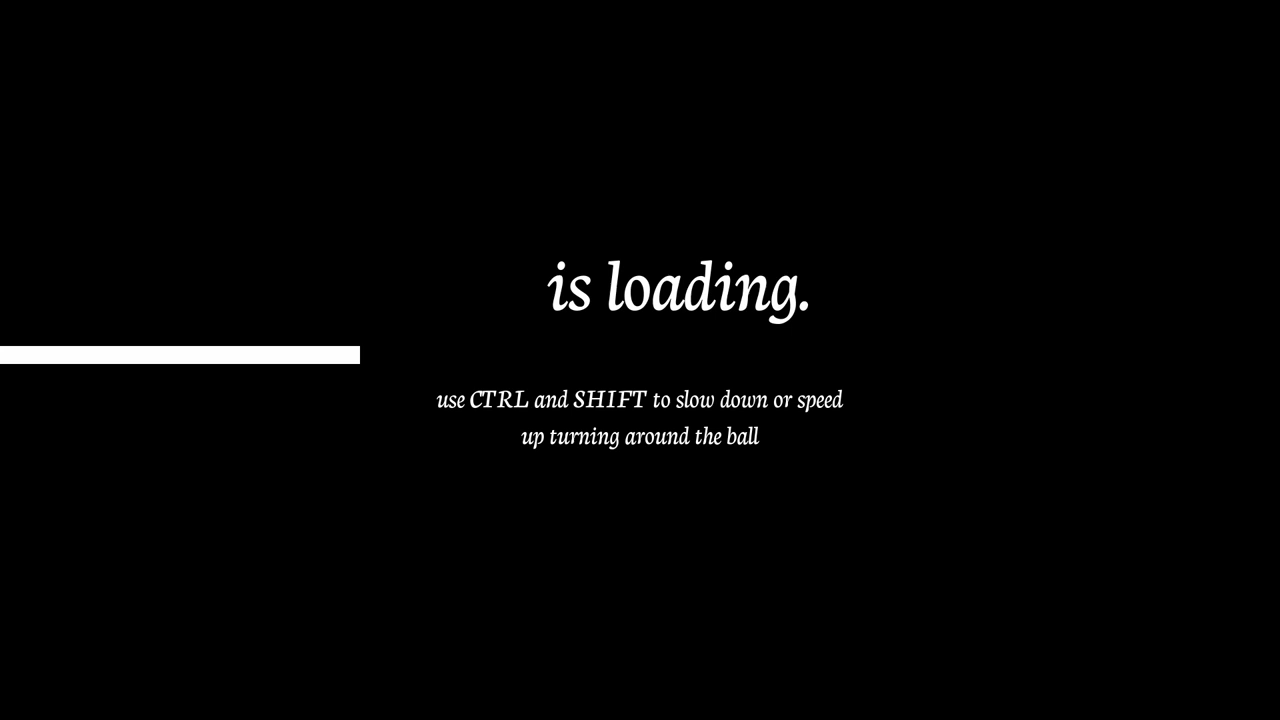 is loading.
use CTRL and SHIFT to slow down or speed
up turning around the ball